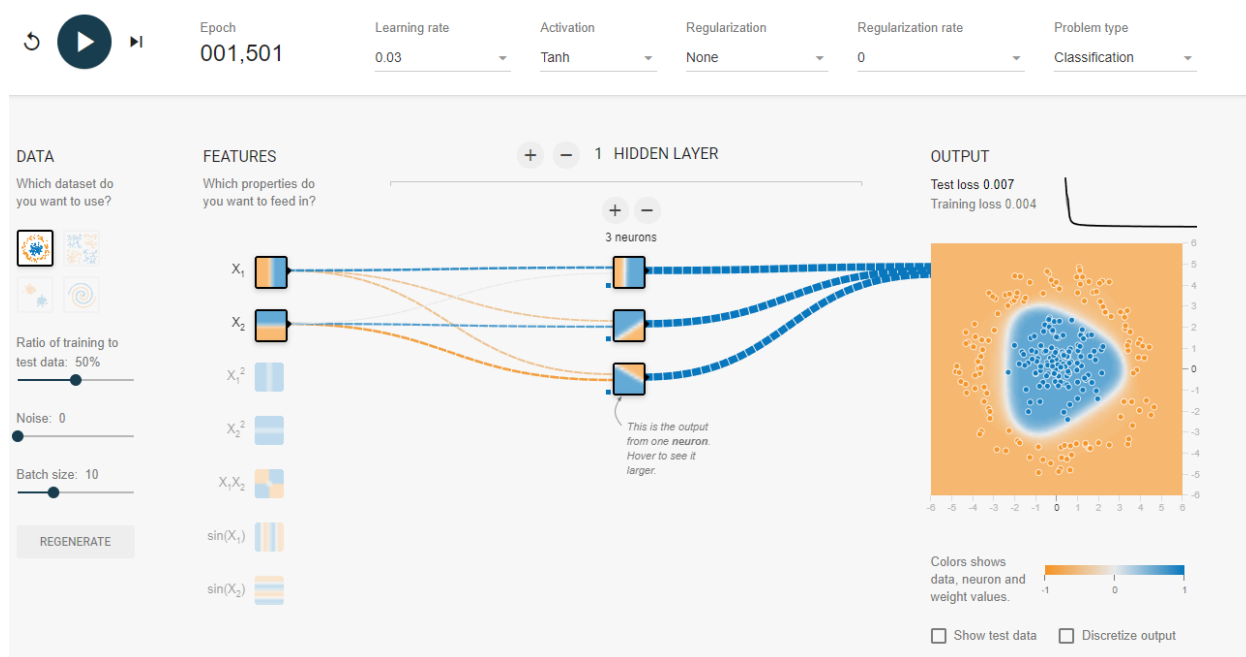 Epoch
001,501
Learning rate
0.03
Activation
Tanh
Regularization
None
Regularization rate
0
Problem type
Classification
DATA
Which dataset do
you want to use?
Ratio of training to
test data: 50%
Noise: 0
Batch size: 10
REGENERATE
FEATURES
Which properties do
you want to feed in?
X1
X2
X1²
X2²
X1X2
sin(X1)
sin(X2)
+ − 1 HIDDEN LAYER
+ −
3 neurons
This is the output
from one neuron.
Hover to see it
larger.
OUTPUT
Test loss 0.007
Training loss 0.004
6
5
4
3
2
1
0
-1
-2
-3
-4
-5
-6
-6 -5 -4 -3 -2 -1 0 1 2 3 4 5 6
Colors shows
data, neuron and
weight values.
-1 0 1
Show test data
Discretize output